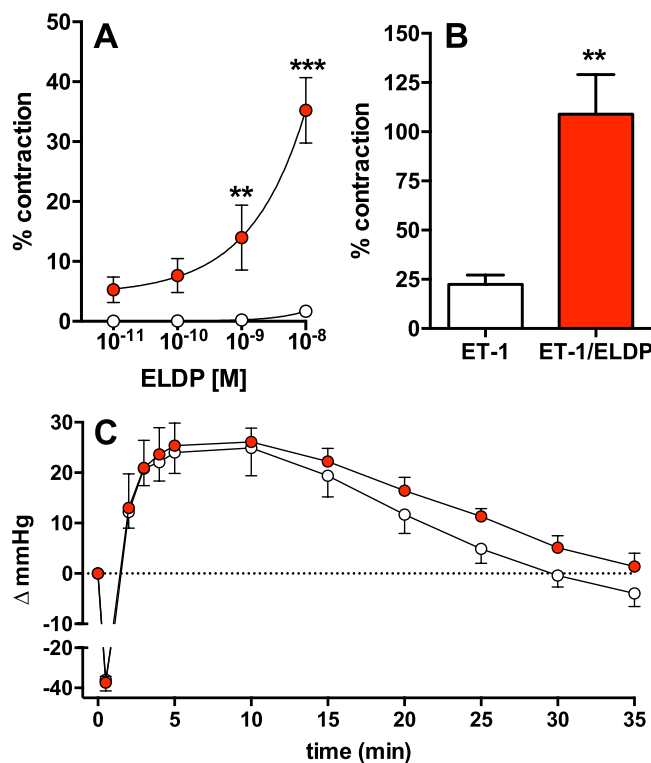 A
50
40
30
20
10
0
% contraction
***
**
10-11 10-10 10-9 10-8
ELDP [M]
B
150
125
100
75
50
25
0
% contraction
**
ET-1 ET-1/ELDP
C
30
20
10
0
-10
-20
-40
Δ mmHg
0 5 10 15 20 25 30 35
time (min)